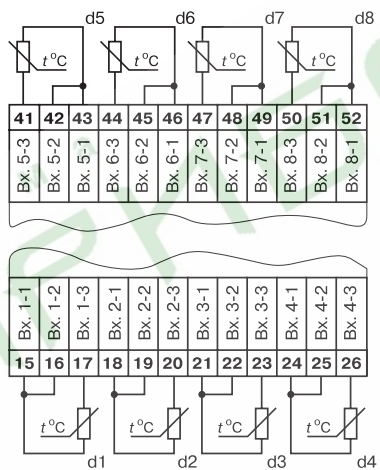 d5 d6 d7 d8
t°C t°C t°C t°C
41 42 43 44 45 46 47 48 49 50 51 52
Вх. 5-3 Вх. 5-2 Вх. 5-1 Вх. 6-3 Вх. 6-2 Вх. 6-1 Вх. 7-3 Вх. 7-2 Вх. 7-1 Вх. 8-3 Вх. 8-2 Вх. 8-1
Вх. 1-1 Вх. 1-2 Вх. 1-3 Вх. 2-1 Вх. 2-2 Вх. 2-3 Вх. 3-1 Вх. 3-2 Вх. 3-3 Вх. 4-1 Вх. 4-2 Вх. 4-3
15 16 17 18 19 20 21 22 23 24 25 26
t°C t°C t°C t°C
d1 d2 d3 d4